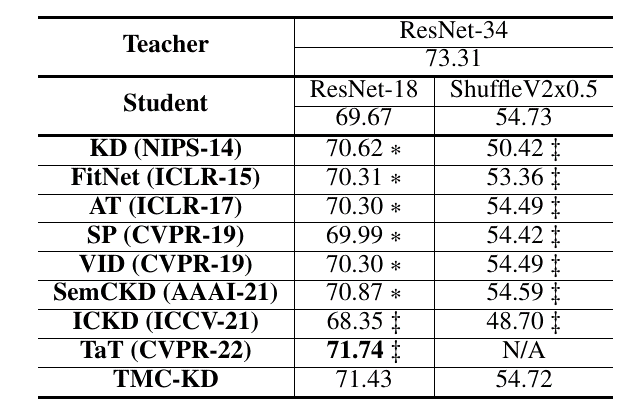 Teacher ResNet-34
73.31
Student ResNet-18 ShuffleV2x0.5
69.67 54.73
KD (NIPS-14) 70.62 * 50.42 ‡
FitNet (ICLR-15) 70.31 * 53.36 ‡
AT (ICLR-17) 70.30 * 54.49 ‡
SP (CVPR-19) 69.99 * 54.42 ‡
VID (CVPR-19) 70.30 * 54.49 ‡
SemCKD (AAAI-21) 70.87 * 54.59 ‡
ICKD (ICCV-21) 68.35 ‡ 48.70 ‡
TaT (CVPR-22) 71.74 ‡ N/A
TMC-KD 71.43 54.72